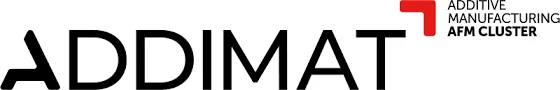 ADDIMAT
ADDITIVE
MANUFACTURING
AFM CLUSTER